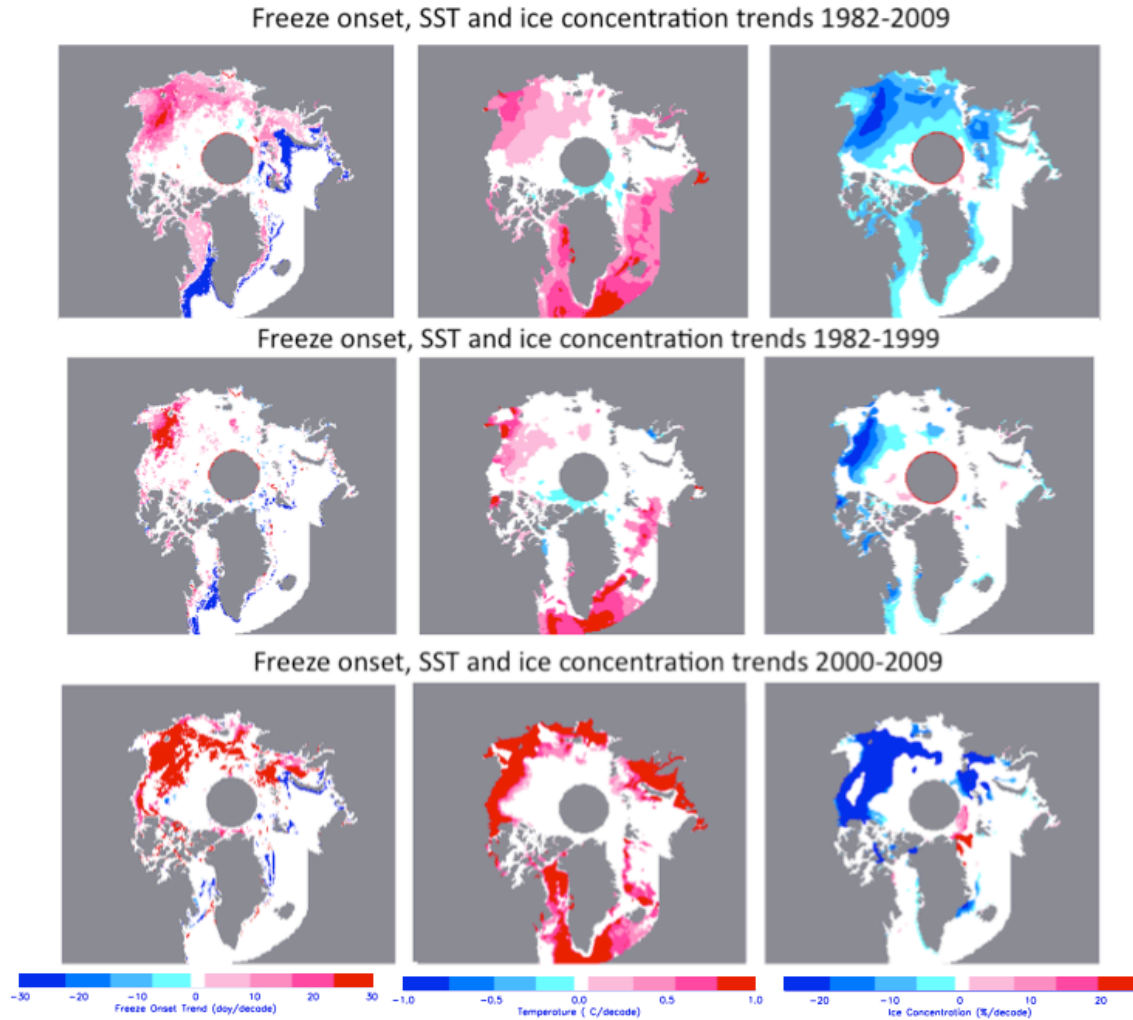 Freeze onset, SST and ice concentration trends 1982-2009
Freeze onset, SST and ice concentration trends 1982-1999
Freeze onset, SST and ice concentration trends 2000-2009
-30 -20 -10 0 10 20 30
Freeze Onset Trend (day/decade)
-1.0 -0.5 0.0 0.5 1.0
Temperature ( C/decade)
-20 -10 0 10 20
Ice Concentration (%/decade)